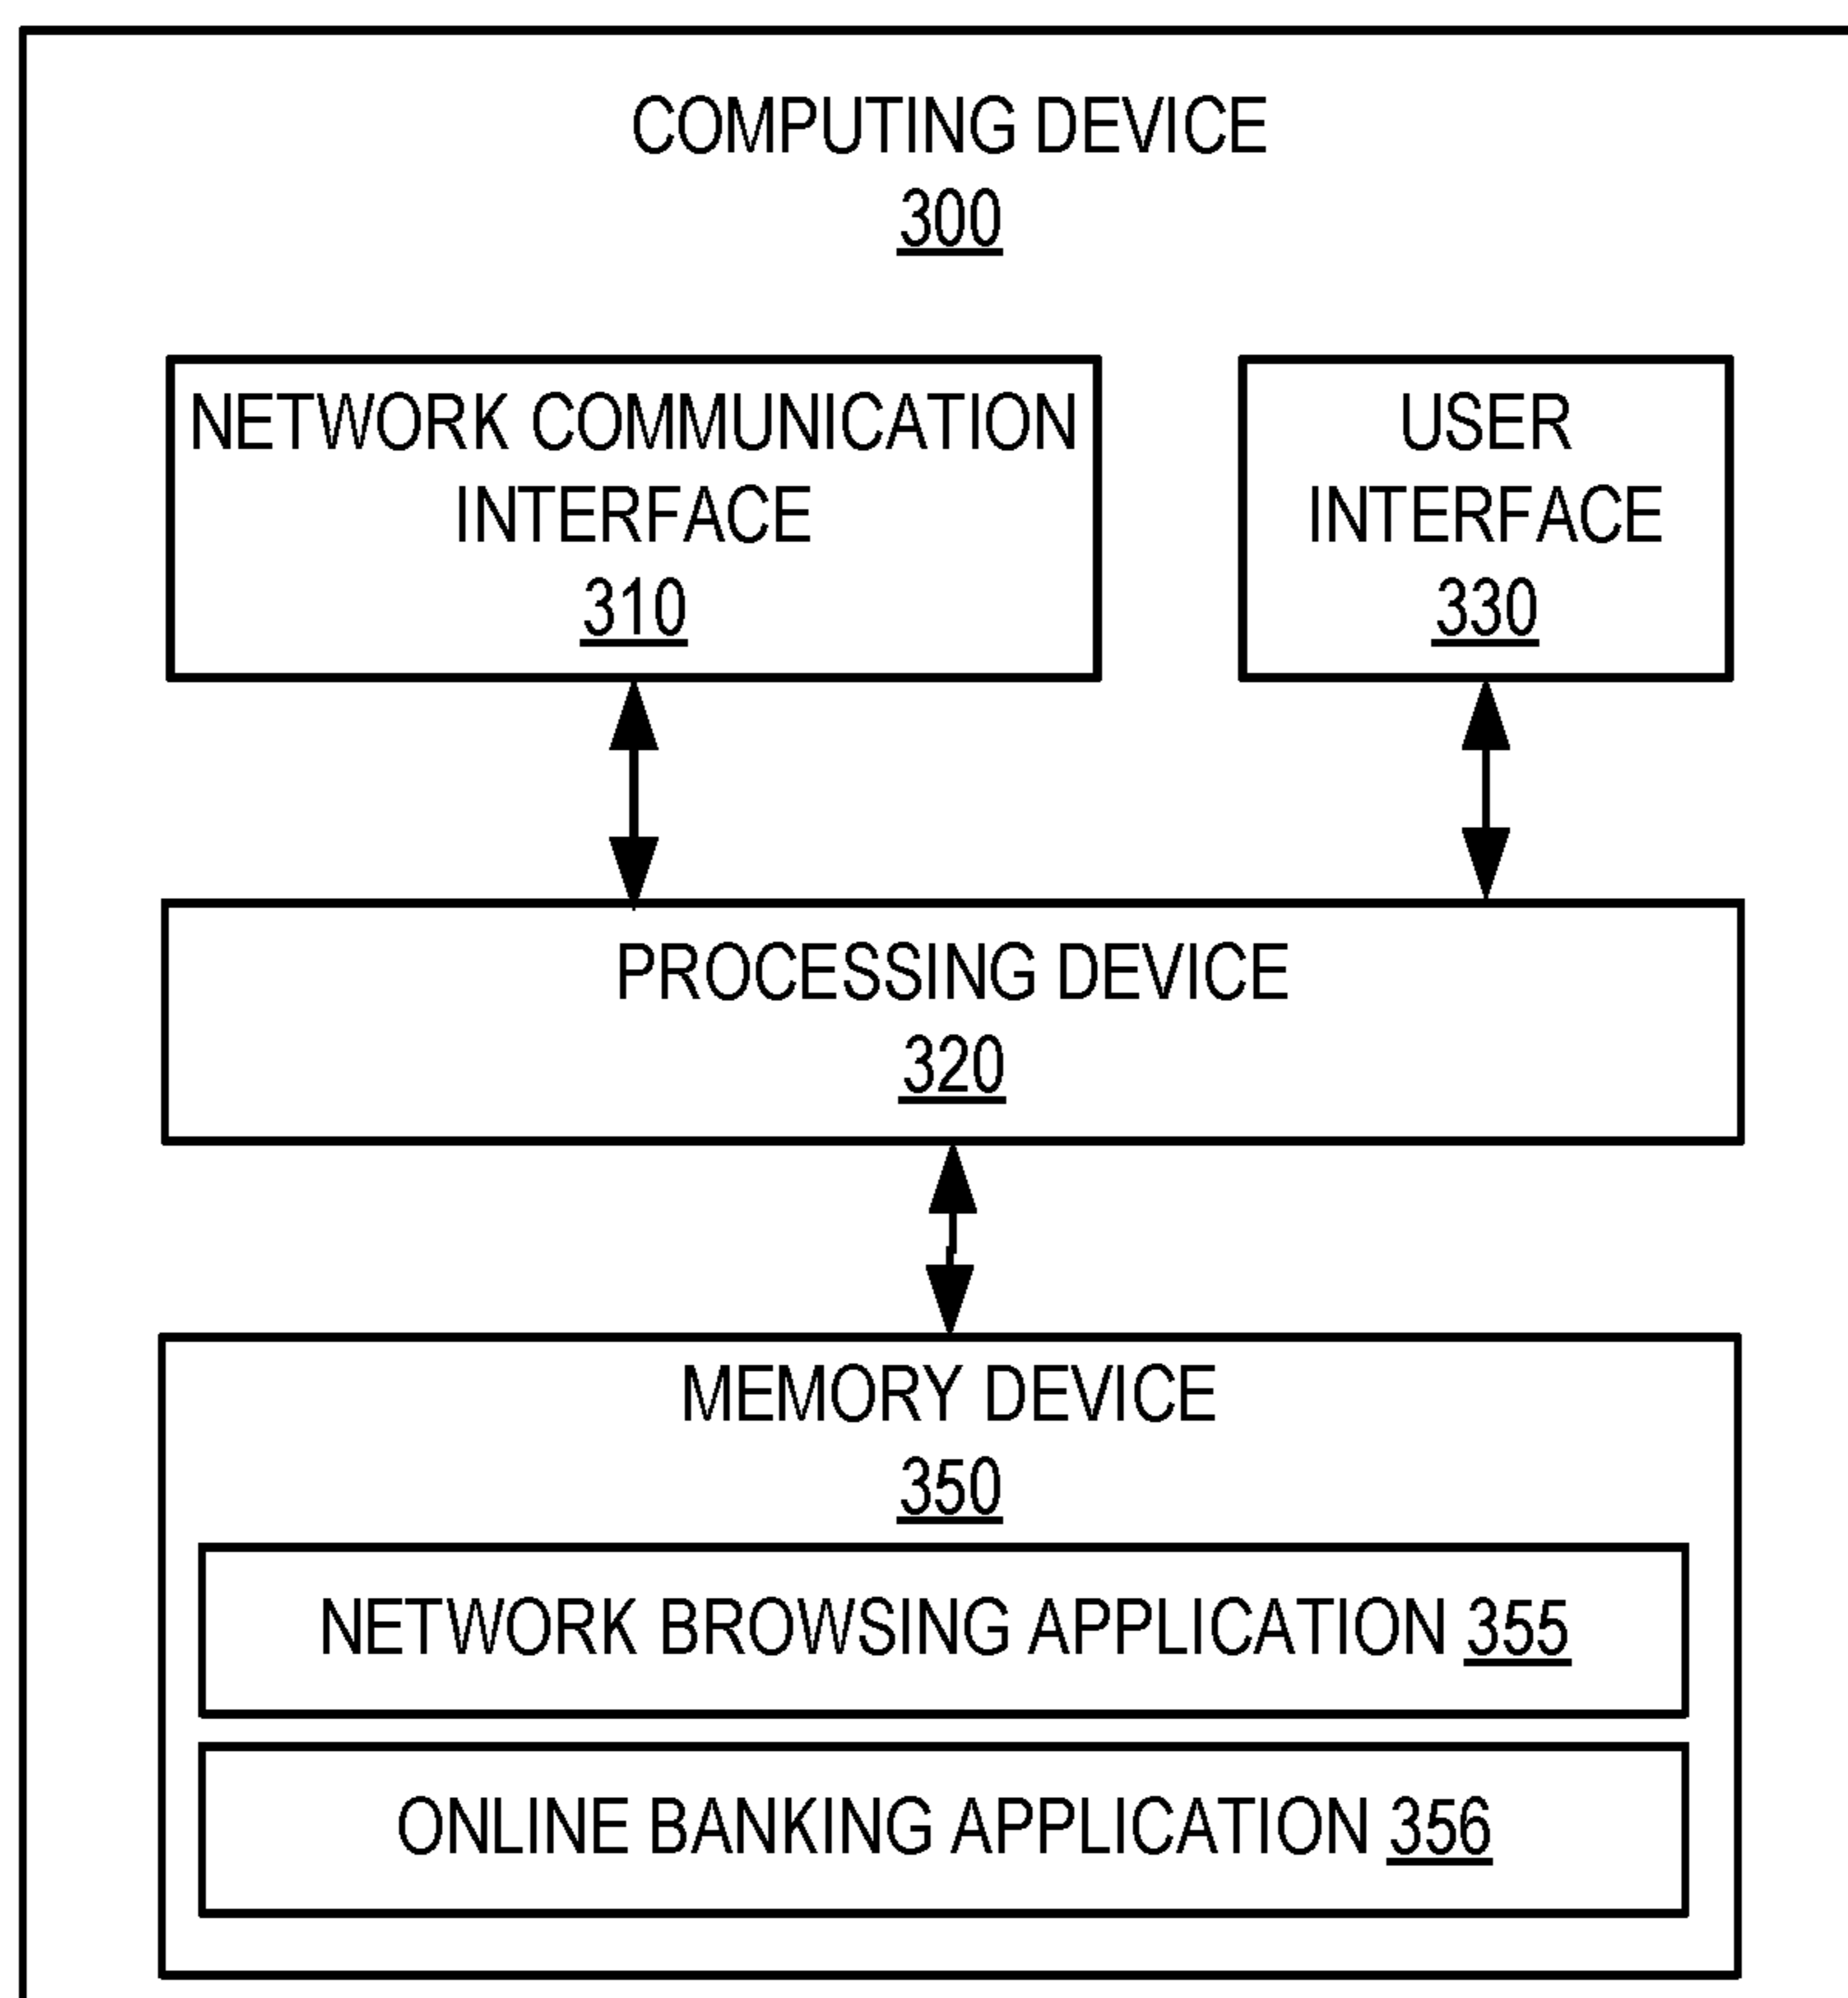 COMPUTING DEVICE
300
NETWORK COMMUNICATION
INTERFACE
310
USER
INTERFACE
330
PROCESSING DEVICE
320
MEMORY DEVICE
350
NETWORK BROWSING APPLICATION 355
ONLINE BANKING APPLICATION 356